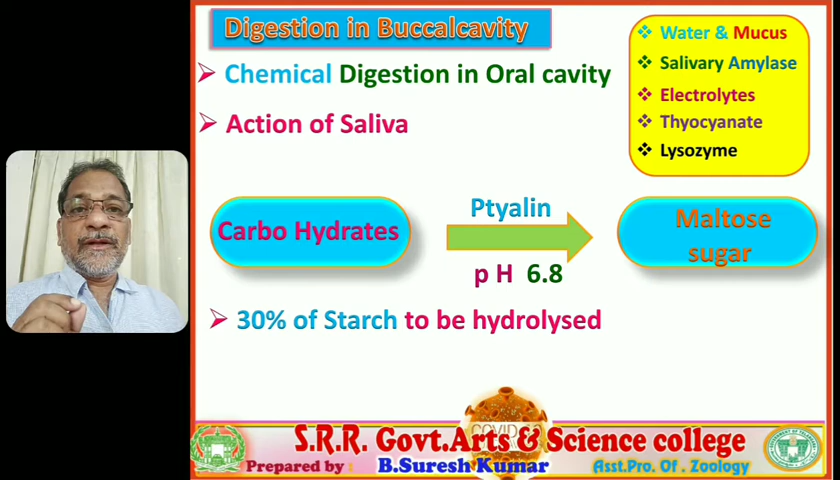 Digestion in Buccalcavity
➢ Chemical Digestion in Oral cavity
➢ Action of Saliva
❖ Water & Mucus
❖ Salivary Amylase
❖ Electrolytes
❖ Thyocyanate
❖ Lysozyme
Carbo Hydrates
Ptyalin
p H 6.8
Maltose
sugar
➢ 30% of Starch to be hydrolysed
S.R.R. Govt.Arts & Science college
Prepared by : B.Suresh Kumar Asst.Pro. Of . Zoology